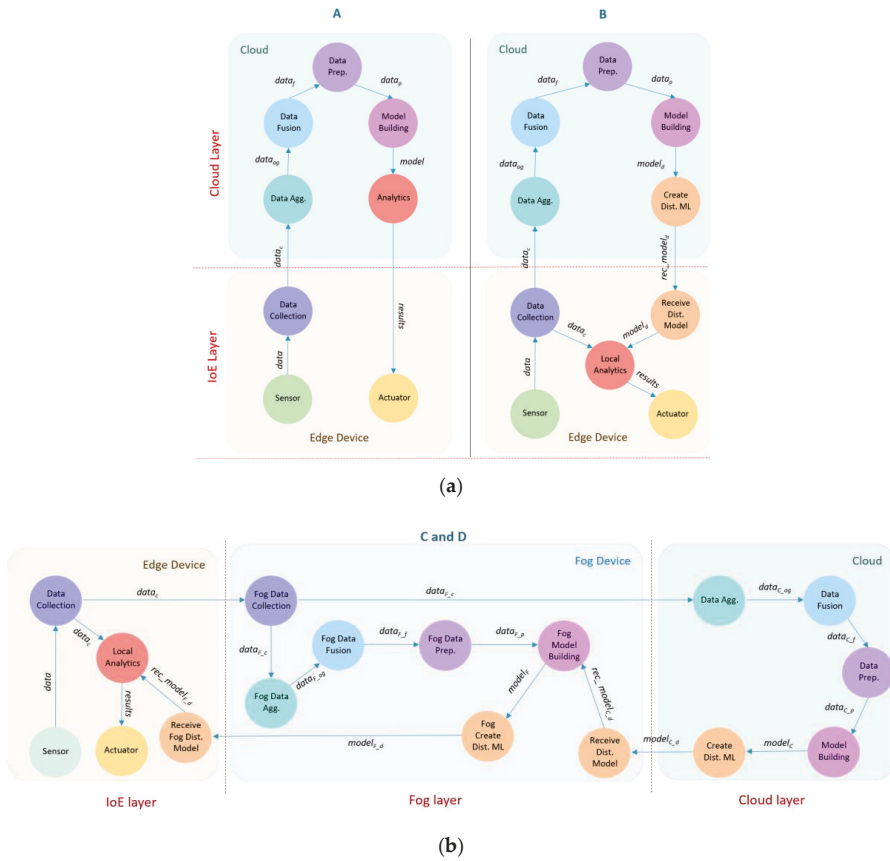 A
B
Cloud
Data
Prep.
data_f
data_p
Data
Fusion
Model
Building
data_ag
model
Data Agg.
Analytics
Cloud Layer
data_c
Data
Collection
results
data
Sensor
Actuator
Edge Device
IoE Layer
Cloud
Data
Prep.
data_f
data_p
Data
Fusion
Model
Building
data_ag
model_d
Data Agg.
Create
Dist. ML
data_c
rec_model_d
Data
Collection
Receive
Dist.
Model
data_c
model_d
Local
Analytics
data
results
Sensor
Actuator
Edge Device
(a)
C and D
Edge Device
Fog Device
Cloud
Data
Collection
data_c
Fog Data
Collection
data_F_c
Data Agg.
data_C_ag
Data
Fusion
data_c
Local
Analytics
data
results
rec_model_F_d
Sensor
Actuator
Receive
Fog Dist.
Model
data_F_c
Fog Data
Agg.
data_F_ag
Fog Data
Fusion
data_F_f
Fog Data
Prep.
data_F_p
Fog
Model
Building
model_F
Fog
Create
Dist. ML
model_F_d
rec_model_C_d
Receive
Dist.
Model
data_C_f
Data
Prep.
data_C_p
Model
Building
model_C
Create
Dist. ML
model_C_d
IoE layer
Fog layer
Cloud layer
(b)